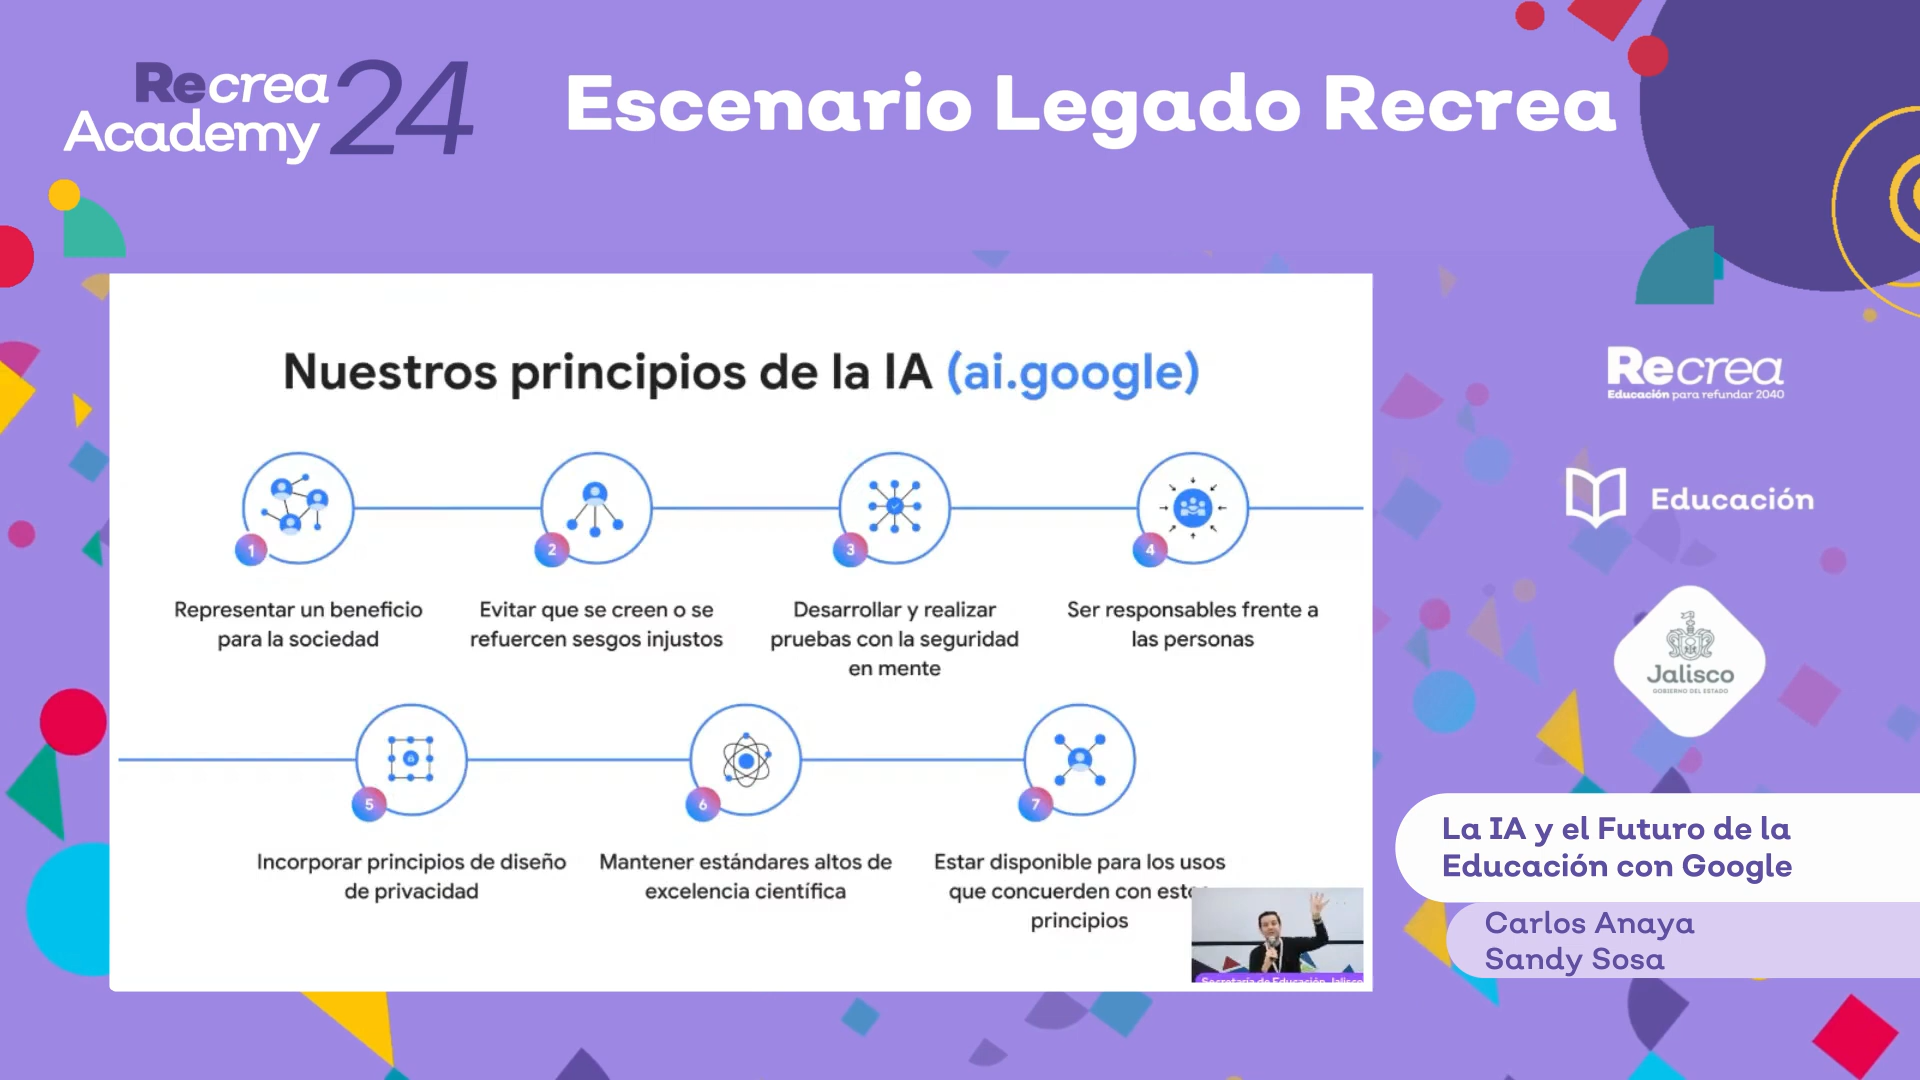 Recrea
Academy 24
Escenario Legado Recrea
Nuestros principios de la IA (ai.google)
1
2
3
4
Representar un beneficio
para la sociedad
Evitar que se creen o se
refuercen sesgos injustos
Desarrollar y realizar
pruebas con la seguridad
en mente
Ser responsables frente a
las personas
5
6
7
Incorporar principios de diseño
de privacidad
Mantener estándares altos de
excelencia científica
Estar disponible para los usos
que concuerden con
principios
Secretaría de Educación Jalisco
Recrea
Educación para refundar 2040
Educación
Jalisco
GOBIERNO DEL ESTADO
La IA y el Futuro de la
Educación con Google
Carlos Anaya
Sandy Sosa